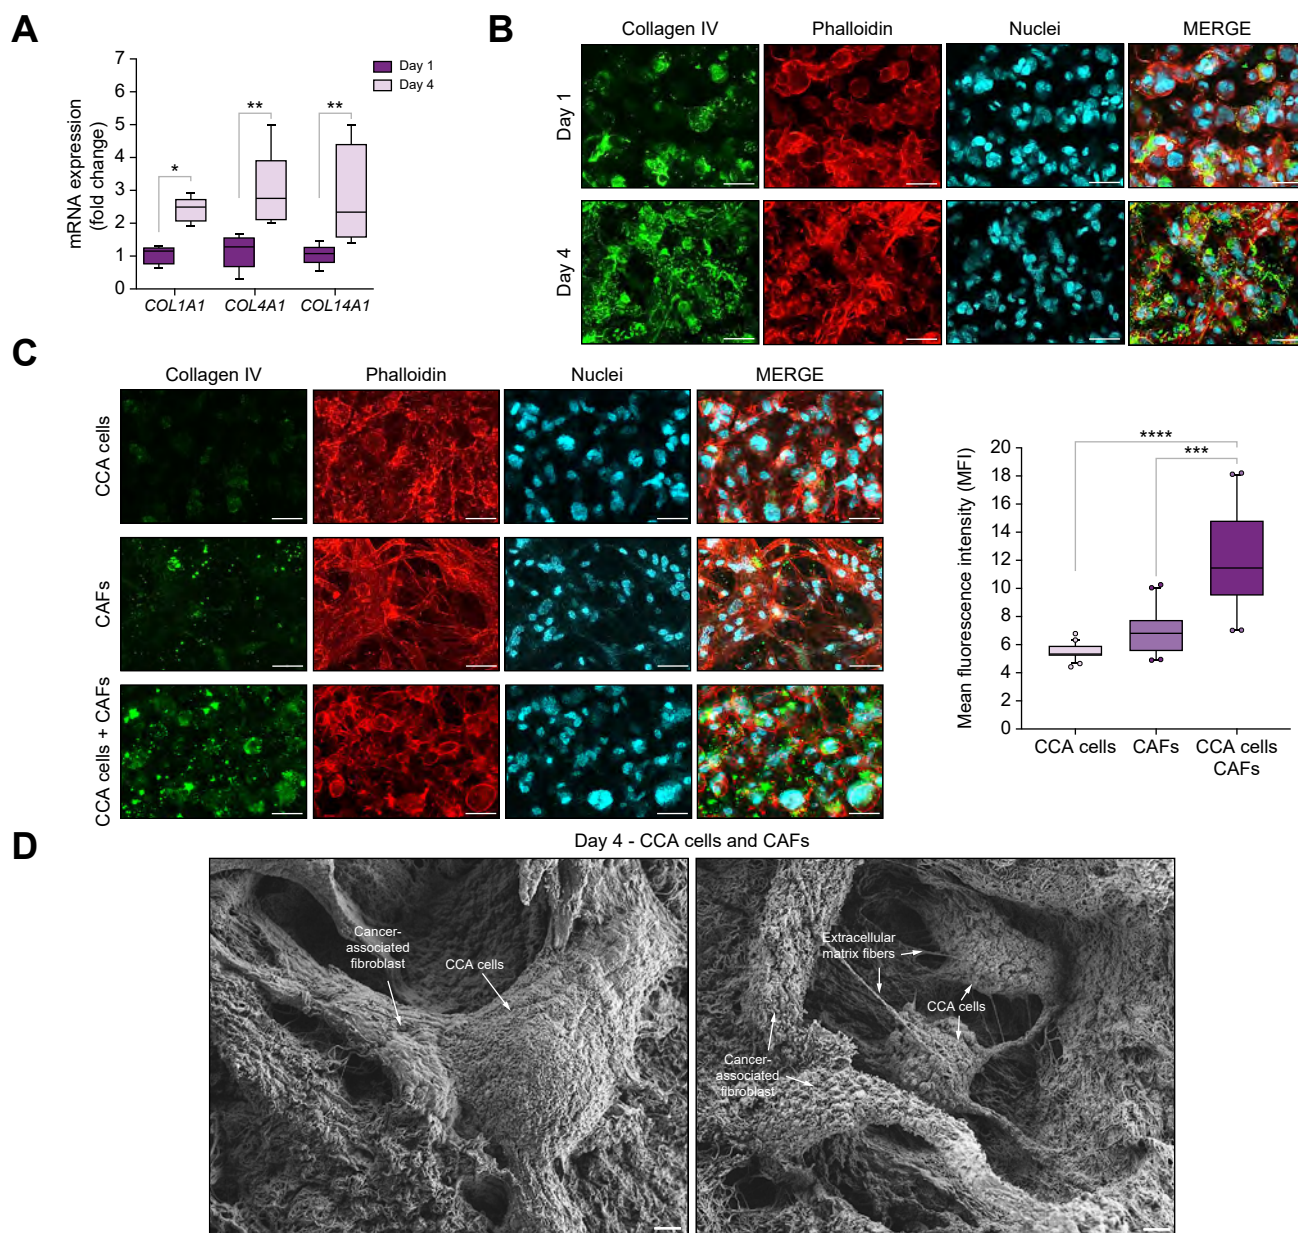 A
mRNA expression
(fold change)
7
6
5
4
3
2
1
0
Day 1
Day 4
*
**
**
COL1A1
COL4A1
COL14A1
B
Collagen IV
Phalloidin
Nuclei
MERGE
Day 1
Day 4
C
Collagen IV
Phalloidin
Nuclei
MERGE
CCA cells
CAFs
CCA cells + CAFs
Mean fluorescence intensity (MFI)
20
18
16
14
12
10
8
6
4
2
0
****
***
CCA cells
CAFs
CCA cells
CAFs
D
Day 4 - CCA cells and CAFs
Cancer-
associated
fibroblast
CCA cells
Extracellular
matrix fibers
CCA cells
Cancer-
associated
fibroblast